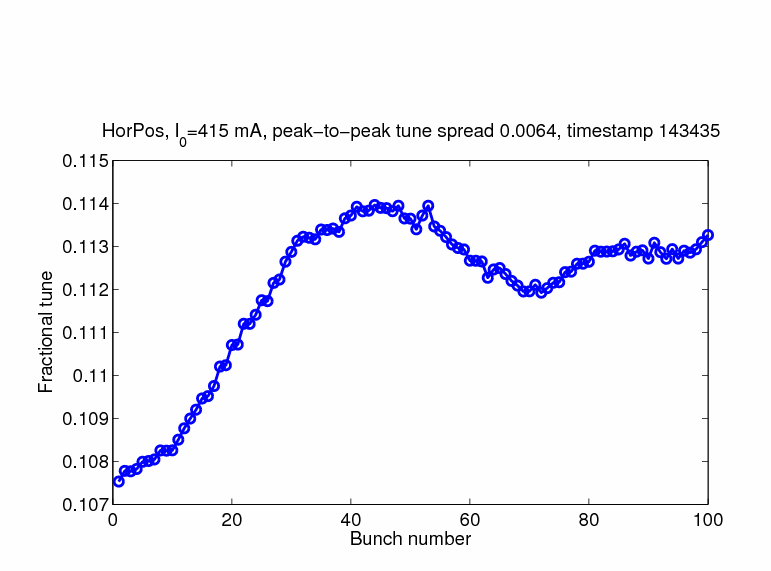 HorPos, I0=415 mA, peak−to−peak tune spread 0.0064, timestamp 143435
0.115
0.114
0.113
0.112
0.111
0.11
0.109
0.108
0.107
Fractional tune
0 20 40 60 80 100
Bunch number